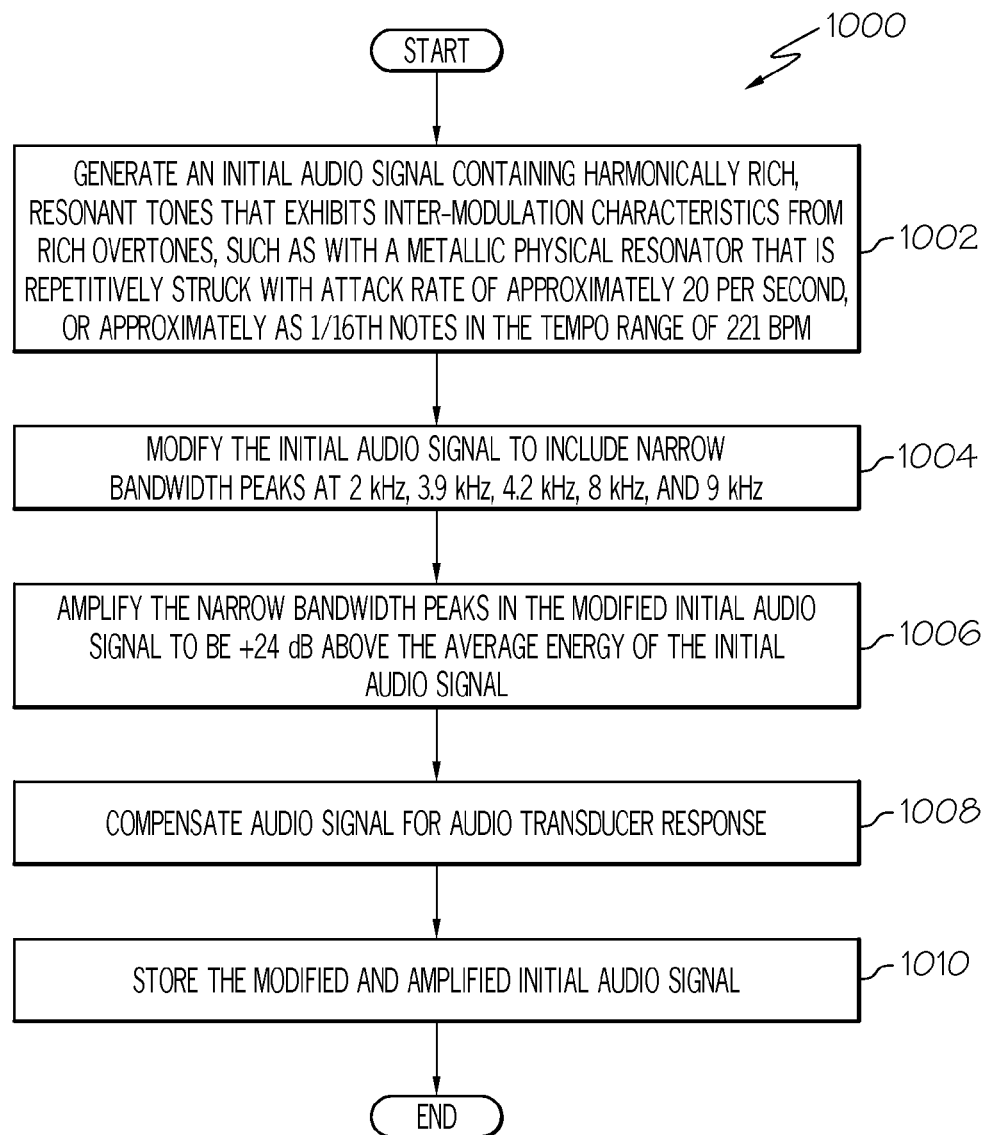 START
1000
GENERATE AN INITIAL AUDIO SIGNAL CONTAINING HARMONICALLY RICH,
RESONANT TONES THAT EXHIBITS INTER-MODULATION CHARACTERISTICS FROM
RICH OVERTONES, SUCH AS WITH A METALLIC PHYSICAL RESONATOR THAT IS
REPETITIVELY STRUCK WITH ATTACK RATE OF APPROXIMATELY 20 PER SECOND,
OR APPROXIMATELY AS 1/16TH NOTES IN THE TEMPO RANGE OF 221 BPM
1002
MODIFY THE INITIAL AUDIO SIGNAL TO INCLUDE NARROW
BANDWIDTH PEAKS AT 2 kHz, 3.9 kHz, 4.2 kHz, 8 kHz, AND 9 kHz
1004
AMPLIFY THE NARROW BANDWIDTH PEAKS IN THE MODIFIED INITIAL AUDIO
SIGNAL TO BE +24 dB ABOVE THE AVERAGE ENERGY OF THE INITIAL
AUDIO SIGNAL
1006
COMPENSATE AUDIO SIGNAL FOR AUDIO TRANSDUCER RESPONSE
1008
STORE THE MODIFIED AND AMPLIFIED INITIAL AUDIO SIGNAL
1010
END